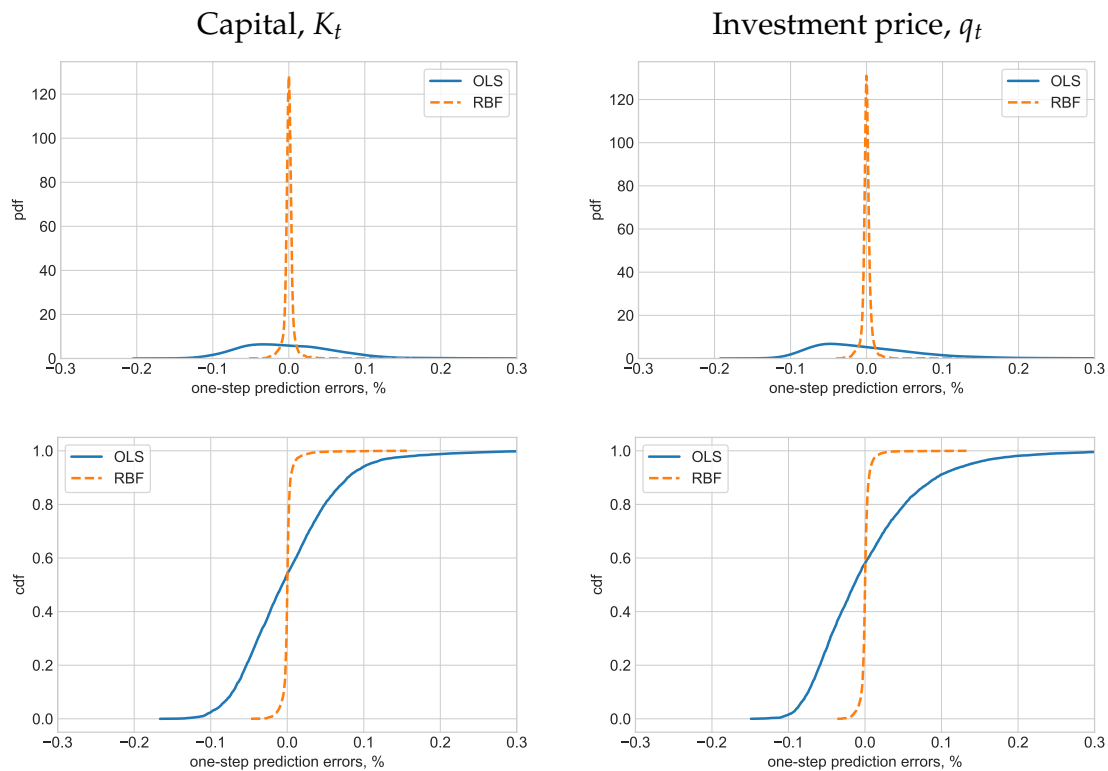 Capital, K_t
Investment price, q_t
OLS
RBF
pdf
120
100
80
60
40
20
0
−0.3 −0.2 −0.1 0.0 0.1 0.2 0.3
one-step prediction errors, %
OLS
RBF
pdf
120
100
80
60
40
20
0
−0.3 −0.2 −0.1 0.0 0.1 0.2 0.3
one-step prediction errors, %
OLS
RBF
cdf
1.0
0.8
0.6
0.4
0.2
0.0
−0.3 −0.2 −0.1 0.0 0.1 0.2 0.3
one-step prediction errors, %
OLS
RBF
cdf
1.0
0.8
0.6
0.4
0.2
0.0
−0.3 −0.2 −0.1 0.0 0.1 0.2 0.3
one-step prediction errors, %